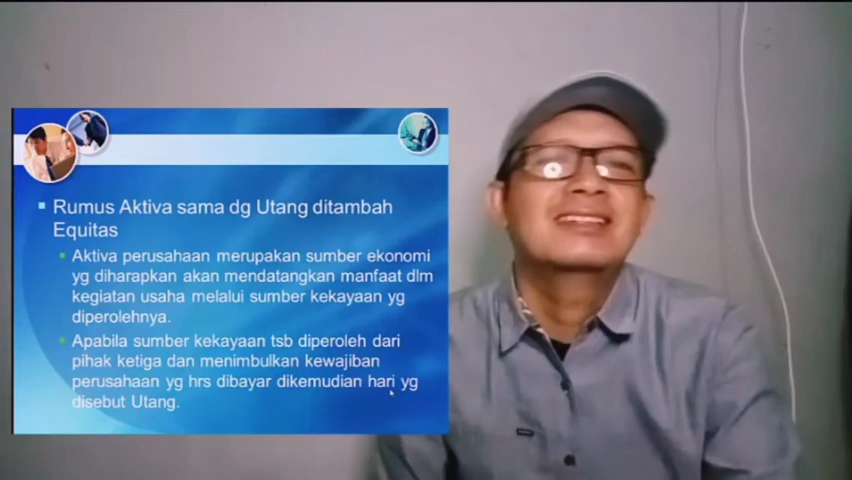 Rumus Aktiva sama dg Utang ditambah
Equitas
Aktiva perusahaan merupakan sumber ekonomi
yg diharapkan akan mendatangkan manfaat dlm
kegiatan usaha melalui sumber kekayaan yg
diperolehnya.
Apabila sumber kekayaan tsb diperoleh dari
pihak ketiga dan menimbulkan kewajiban
perusahaan yg hrs dibayar dikemudian hari yg
disebut Utang.